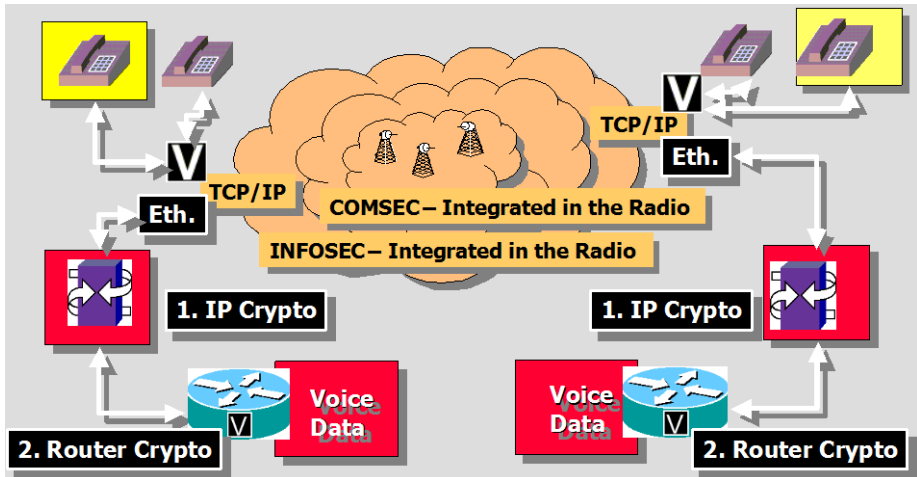 V
TCP/IP
Eth.
V
TCP/IP
Eth.
COMSEC – Integrated in the Radio
INFOSEC – Integrated in the Radio
1. IP Crypto
1. IP Crypto
V
Voice
Data
2. Router Crypto
Voice
Data
V
2. Router Crypto